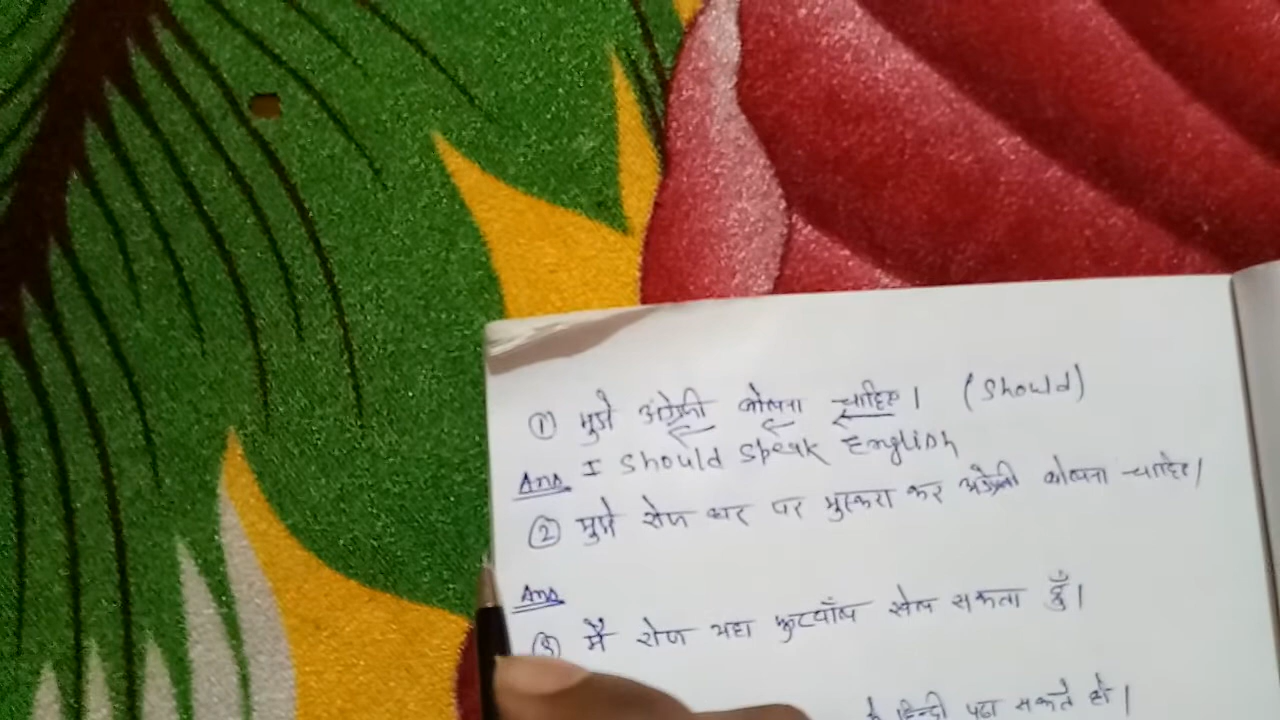 ① मुझे अंग्रेजी बोलना चाहिए। (Should)
Ans I should speak English
② मुझे रोज घर पर मुस्करा कर अंग्रेजी बोलना चाहिए।
Ans
③ मैं रोज यहा फुटबॉल खेल सकता हूँ।
हिन्दी पढा सकते हो।